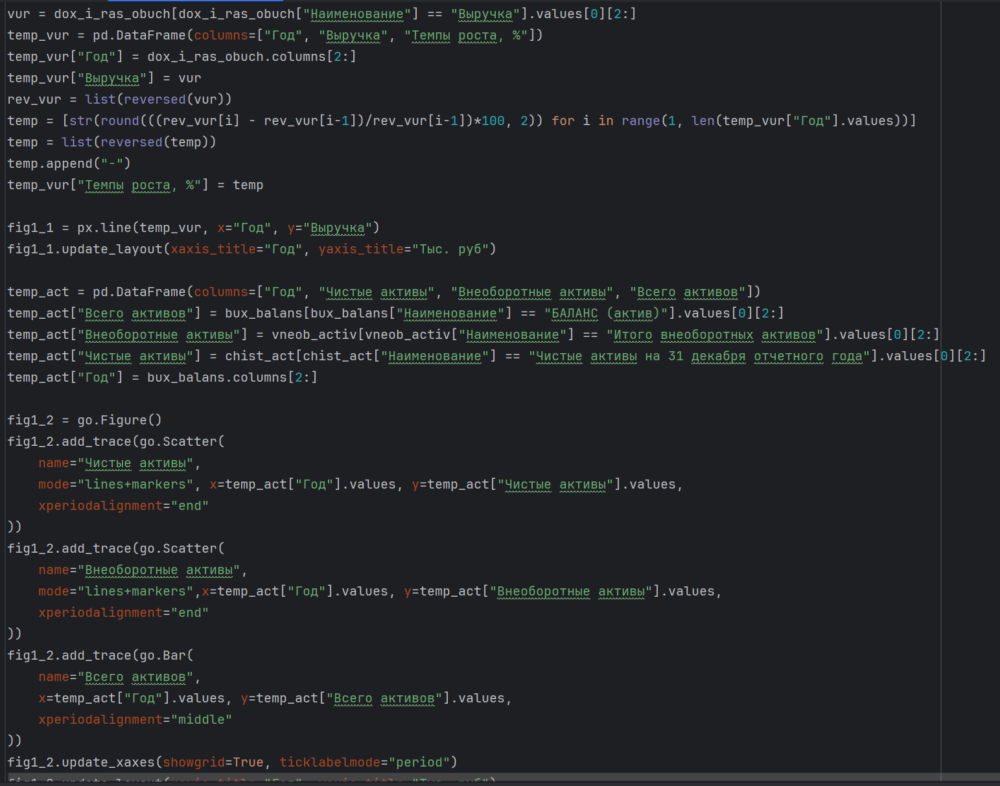 vur = dox_i_ras_obuch[dox_i_ras_obuch["Наименование"] == "Выручка"].values[0][2:]
temp_vur = pd.DataFrame(columns=["Год", "Выручка", "Темпы роста, %"])
temp_vur["Год"] = dox_i_ras_obuch.columns[2:]
temp_vur["Выручка"] = vur
rev_vur = list(reversed(vur))
temp = [str(round(((rev_vur[i] - rev_vur[i-1])/rev_vur[i-1])*100, 2)) for i in range(1, len(temp_vur["Год"].values))]
temp = list(reversed(temp))
temp.append("-")
temp_vur["Темпы роста, %"] = temp

fig1_1 = px.line(temp_vur, x="Год", y="Выручка")
fig1_1.update_layout(xaxis_title="Год", yaxis_title="Тыс. руб")

temp_act = pd.DataFrame(columns=["Год", "Чистые активы", "Внеоборотные активы", "Всего активов"])
temp_act["Всего активов"] = bux_balans[bux_balans["Наименование"] == "БАЛАНС (актив)"].values[0][2:]
temp_act["Внеоборотные активы"] = vneob_activ[vneob_activ["Наименование"] == "Итого внеоборотных активов"].values[0][2:]
temp_act["Чистые активы"] = chist_act[chist_act["Наименование"] == "Чистые активы на 31 декабря отчетного года"].values[0][2:]
temp_act["Год"] = bux_balans.columns[2:]

fig1_2 = go.Figure()
fig1_2.add_trace(go.Scatter(
    name="Чистые активы",
    mode="lines+markers", x=temp_act["Год"].values, y=temp_act["Чистые активы"].values,
    xperiodalignment="end"
))
fig1_2.add_trace(go.Scatter(
    name="Внеоборотные активы",
    mode="lines+markers",x=temp_act["Год"].values, y=temp_act["Внеоборотные активы"].values,
    xperiodalignment="end"
))
fig1_2.add_trace(go.Bar(
    name="Всего активов",
    x=temp_act["Год"].values, y=temp_act["Всего активов"].values,
    xperiodalignment="middle"
))
fig1_2.update_xaxes(showgrid=True, ticklabelmode="period")